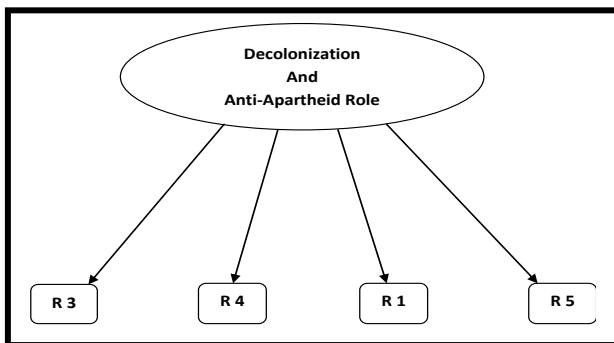 Decolonization
And
Anti-Apartheid Role
R 3
R 4
R 1
R 5